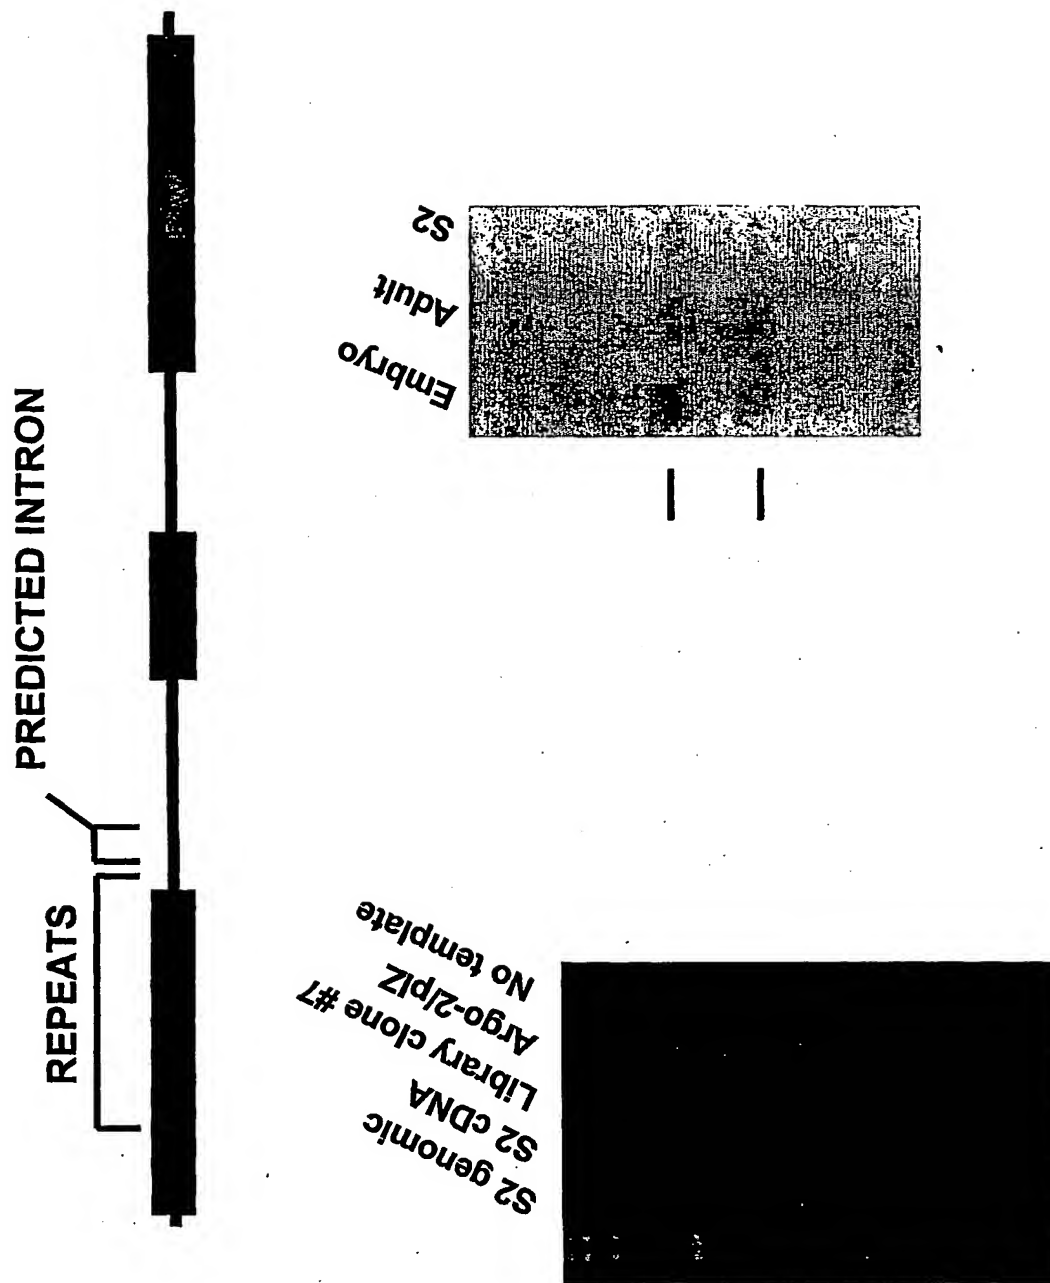 REPEATS
PREDICTED INTRON
S2 genomic
S2 cDNA
Library clone #7
Argo-2/pIZ
No template
Embryo
Adult
S2